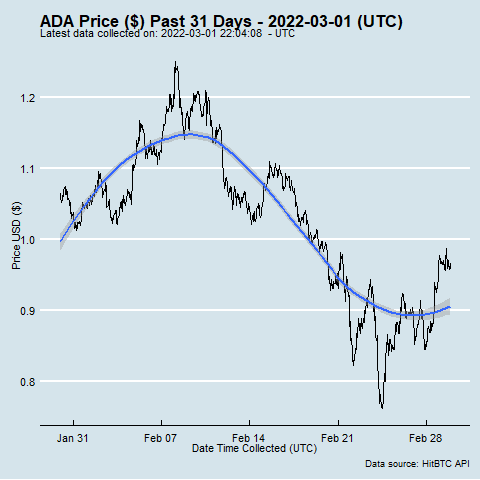 ADA Price ($) Past 31 Days - 2022-03-01 (UTC)
Latest data collected on: 2022-03-01 22:04:08  - UTC
Price USD ($)
1.2
1.1
1.0
0.9
0.8
Jan 31 Feb 07 Feb 14 Feb 21 Feb 28
Date Time Collected (UTC)
Data source: HitBTC API